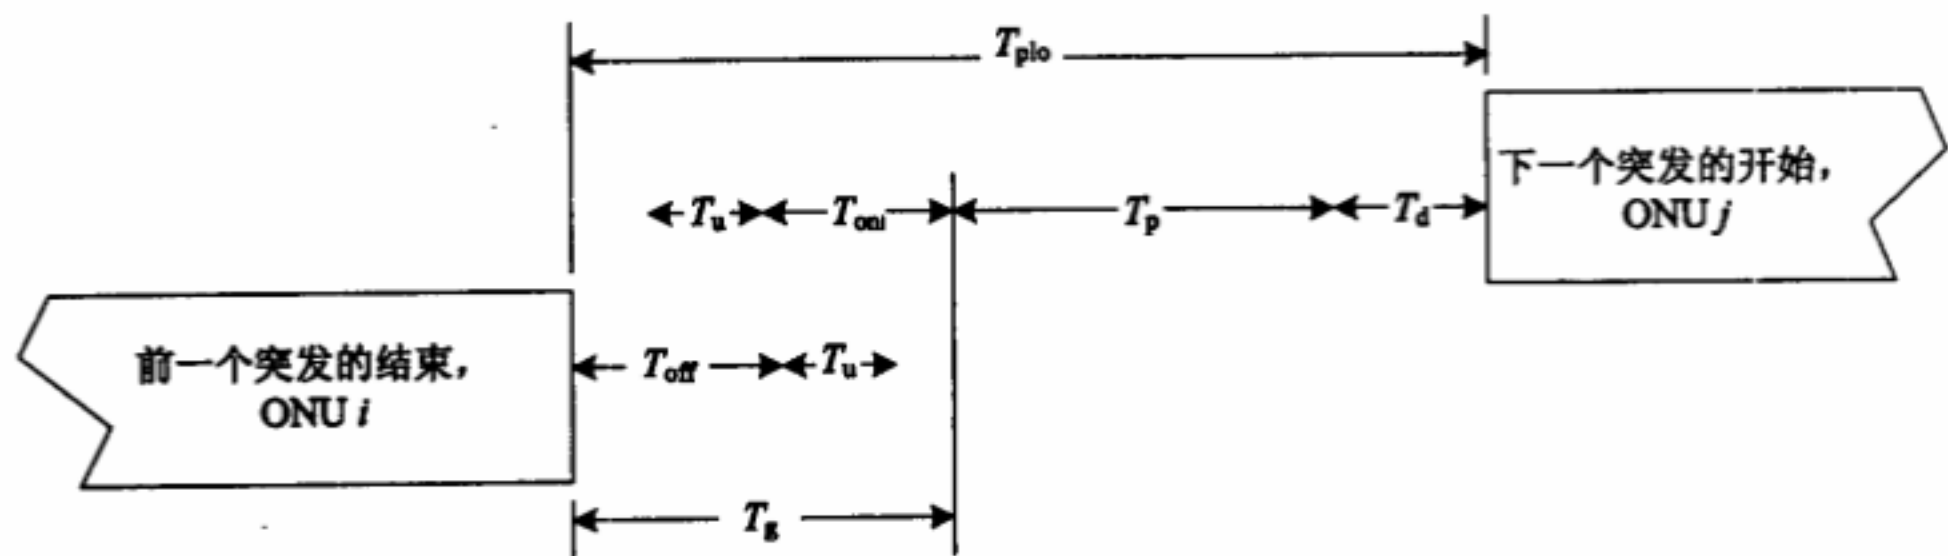 Tplo
下一个突发的开始，
ONU j
Tu Ton Tp Td
前一个突发的结束，
ONU i
Toff Tu
Tg